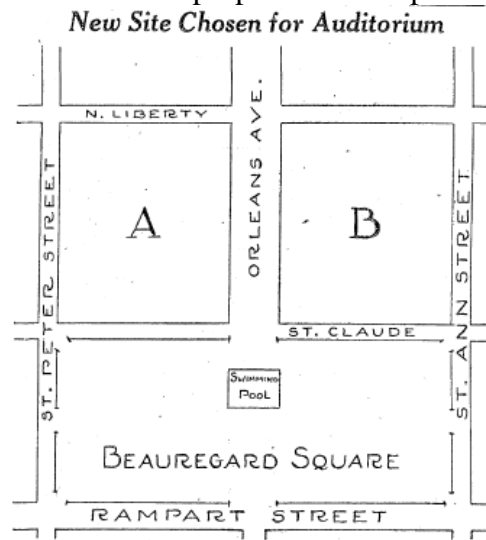 New Site Chosen for Auditorium
N. LIBERTY
ORLEANS AVE.
ST. PETER STREET
A
B
ST. ANN STREET
ST. CLAUDE
SWIMMING
POOL
BEAUREGARD SQUARE
RAMPART STREET